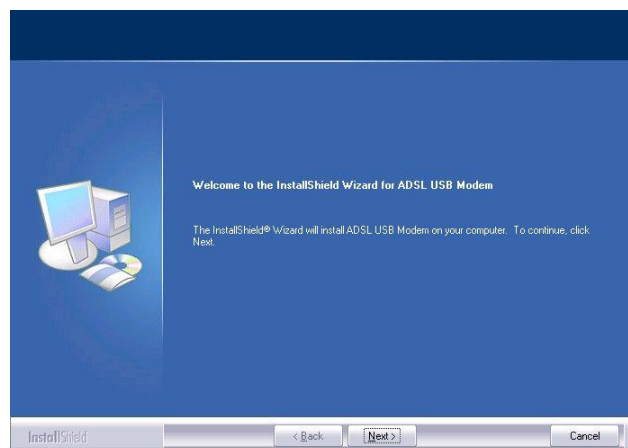 Welcome to the InstallShield Wizard for ADSL USB Modem
The InstallShield® Wizard will install ADSL USB Modem on your computer. To continue, click
Next.
InstallShield
< Back Next > Cancel